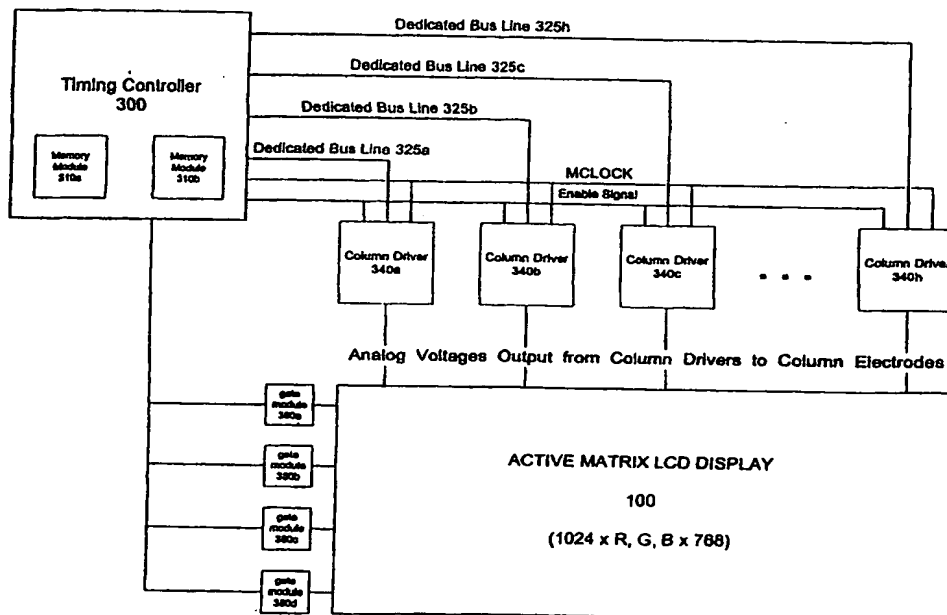 Dedicated Bus Line 325h
Dedicated Bus Line 325c
Timing Controller
300
Dedicated Bus Line 325b
Dedicated Bus Line 325a
Memory
Module
310a
Memory
Module
310b
MCLOCK
Enable Signal
Column Driver
340a
Column Driver
340b
Column Driver
340c
Column Driver
340h
Analog Voltages Output from Column Drivers to Column Electrodes
gate
module
380a
gate
module
380b
gate
module
380c
gate
module
380d
ACTIVE MATRIX LCD DISPLAY
100
(1024 x R, G, B x 768)